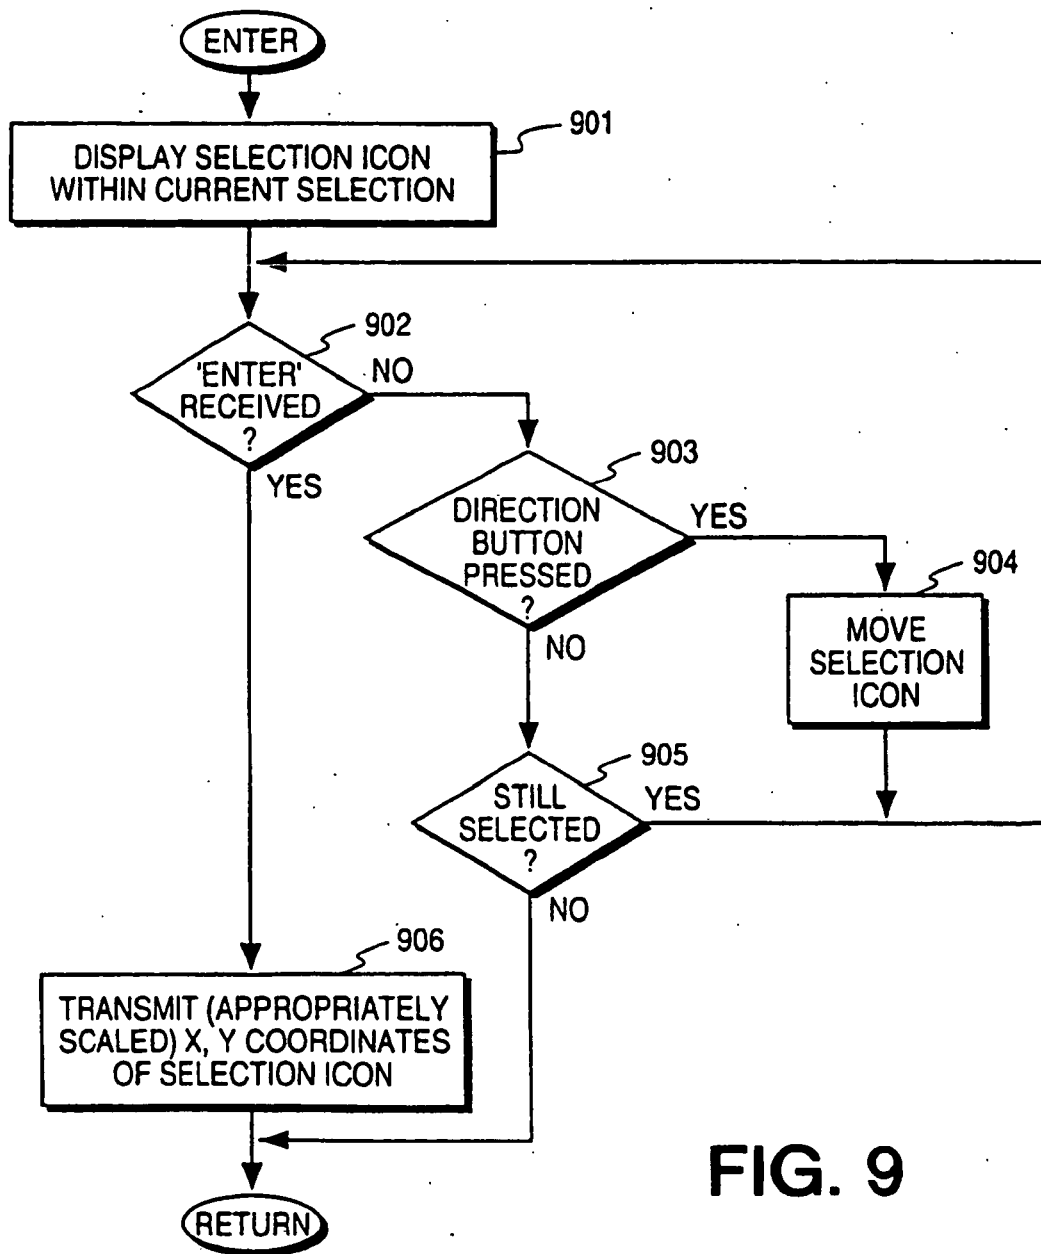 ENTER
901
DISPLAY SELECTION ICON
WITHIN CURRENT SELECTION
902
'ENTER'
RECEIVED
?
NO
YES
903
DIRECTION
BUTTON
PRESSED
?
YES
NO
904
MOVE
SELECTION
ICON
905
STILL
SELECTED
?
YES
NO
906
TRANSMIT (APPROPRIATELY
SCALED) X, Y COORDINATES
OF SELECTION ICON
RETURN
FIG. 9